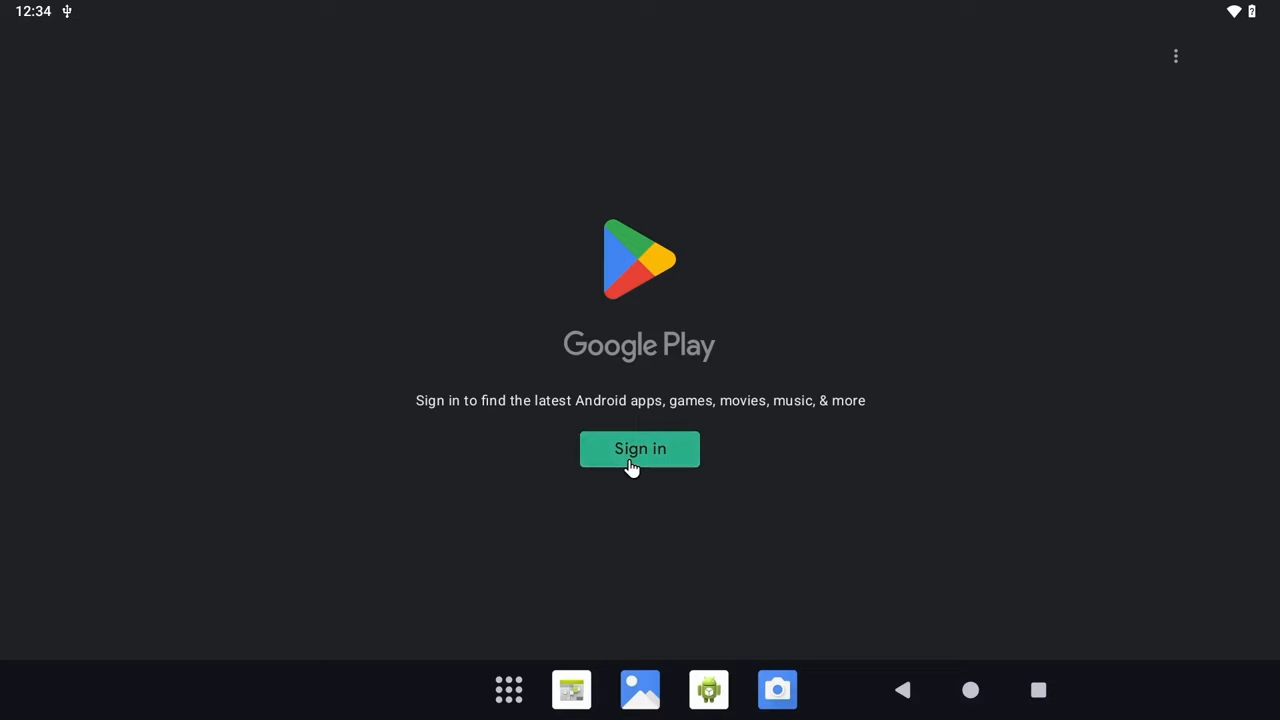 12:34
Google Play
Sign in to find the latest Android apps, games, movies, music, & more
Sign in